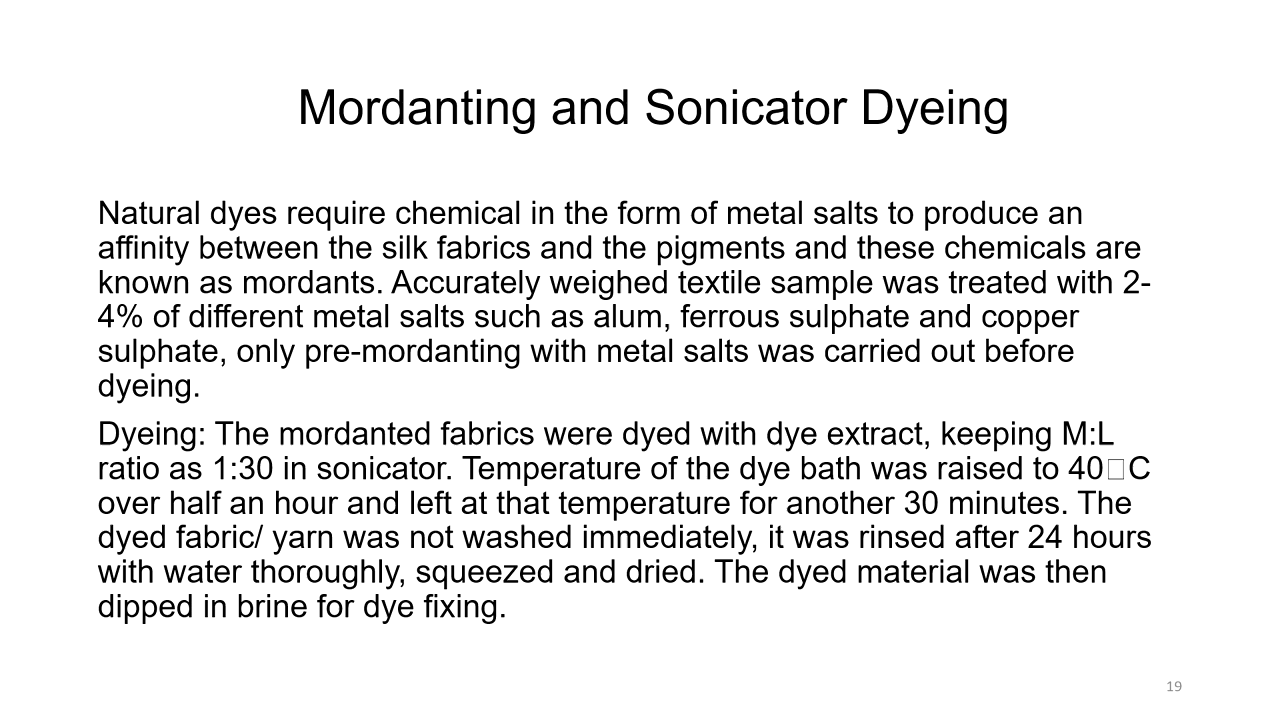 Mordanting and Sonicator Dyeing
Natural dyes require chemical in the form of metal salts to produce an
affinity between the silk fabrics and the pigments and these chemicals are
known as mordants. Accurately weighed textile sample was treated with 2-
4% of different metal salts such as alum, ferrous sulphate and copper
sulphate, only pre-mordanting with metal salts was carried out before
dyeing.
Dyeing: The mordanted fabrics were dyed with dye extract, keeping M:L
ratio as 1:30 in sonicator. Temperature of the dye bath was raised to 40□C
over half an hour and left at that temperature for another 30 minutes. The
dyed fabric/ yarn was not washed immediately, it was rinsed after 24 hours
with water thoroughly, squeezed and dried. The dyed material was then
dipped in brine for dye fixing.
19